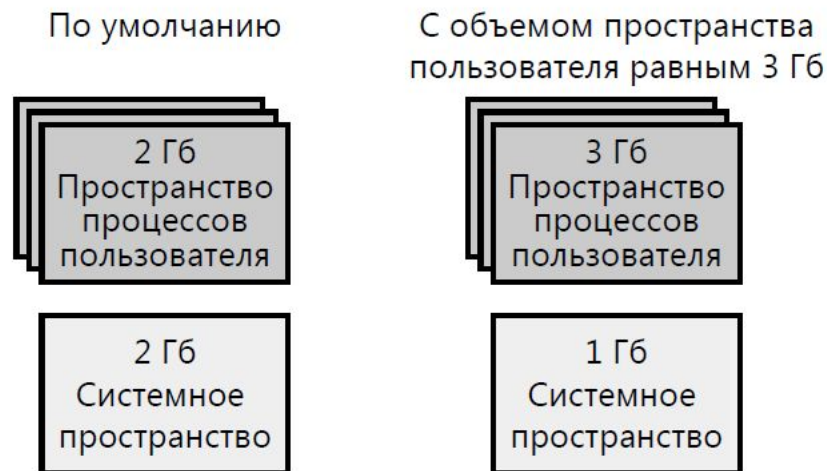 По умолчанию
С объемом пространства
пользователя равным 3 Гб
2 Гб
Пространство
процессов
пользователя
3 Гб
Пространство
процессов
пользователя
2 Гб
Системное
пространство
1 Гб
Системное
пространство